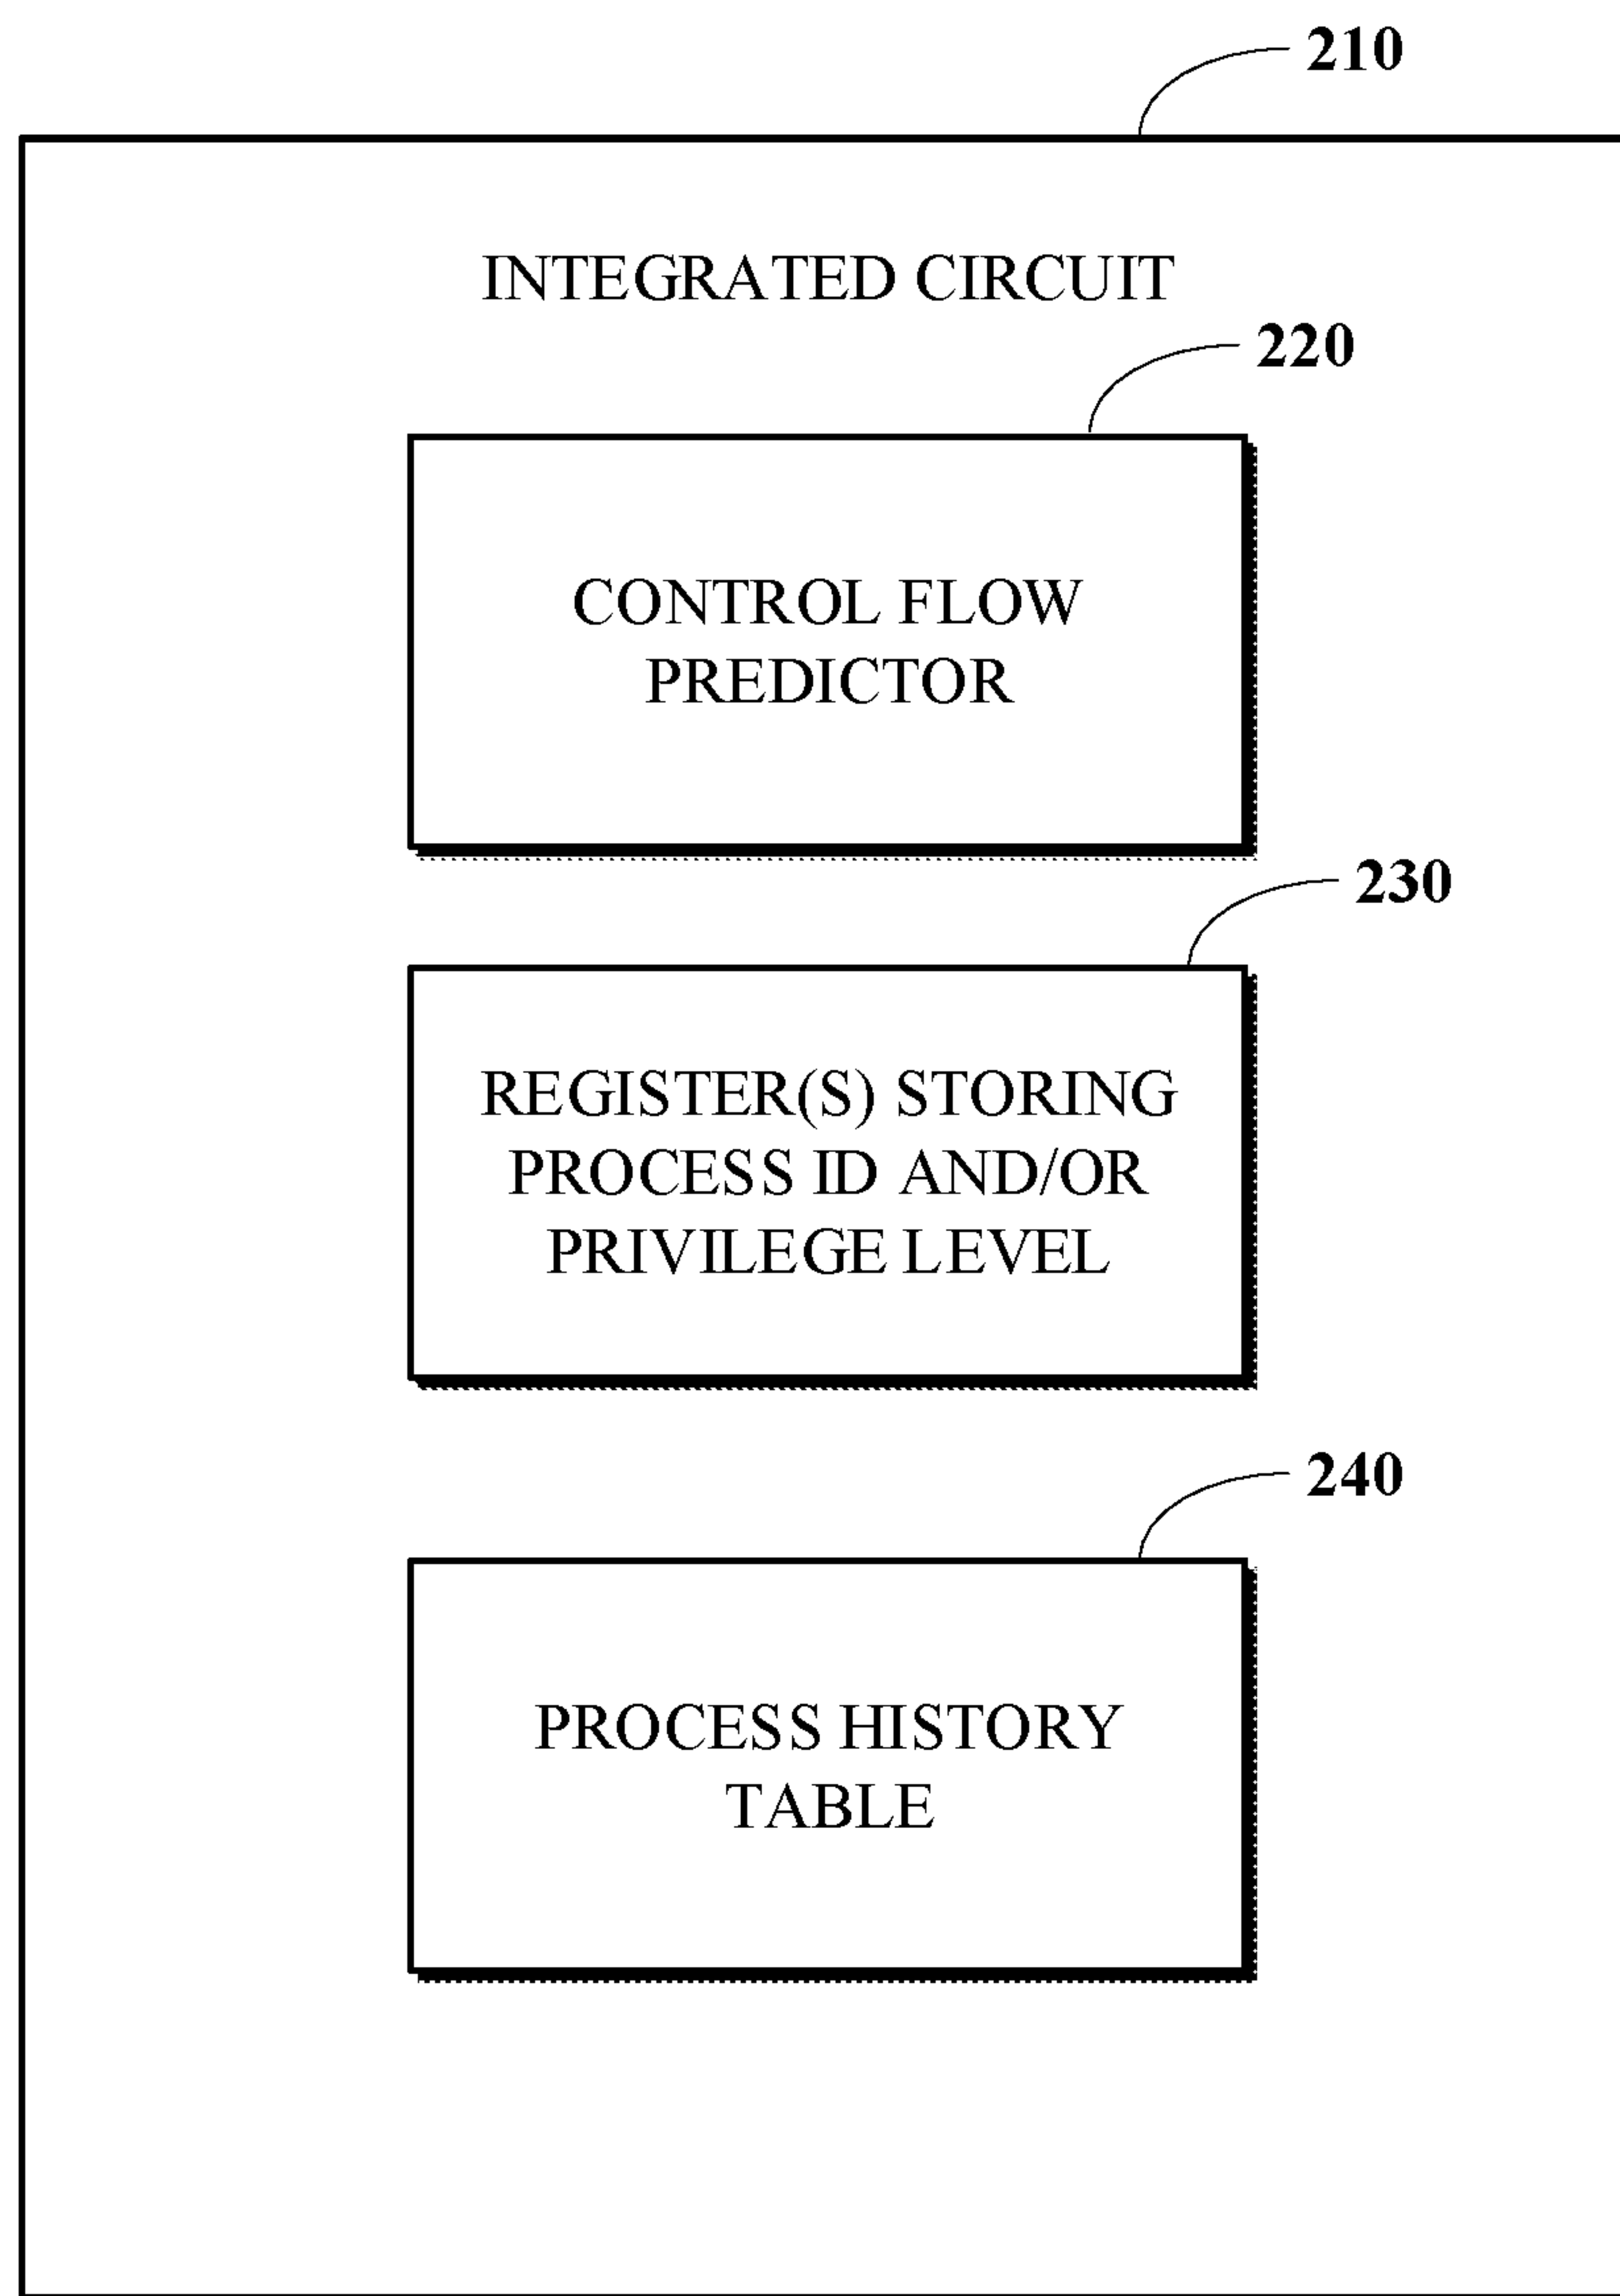 210
INTEGRATED CIRCUIT
220
CONTROL FLOW
PREDICTOR
230
REGISTER(S) STORING
PROCESS ID AND/OR
PRIVILEGE LEVEL
240
PROCESS HISTORY
TABLE